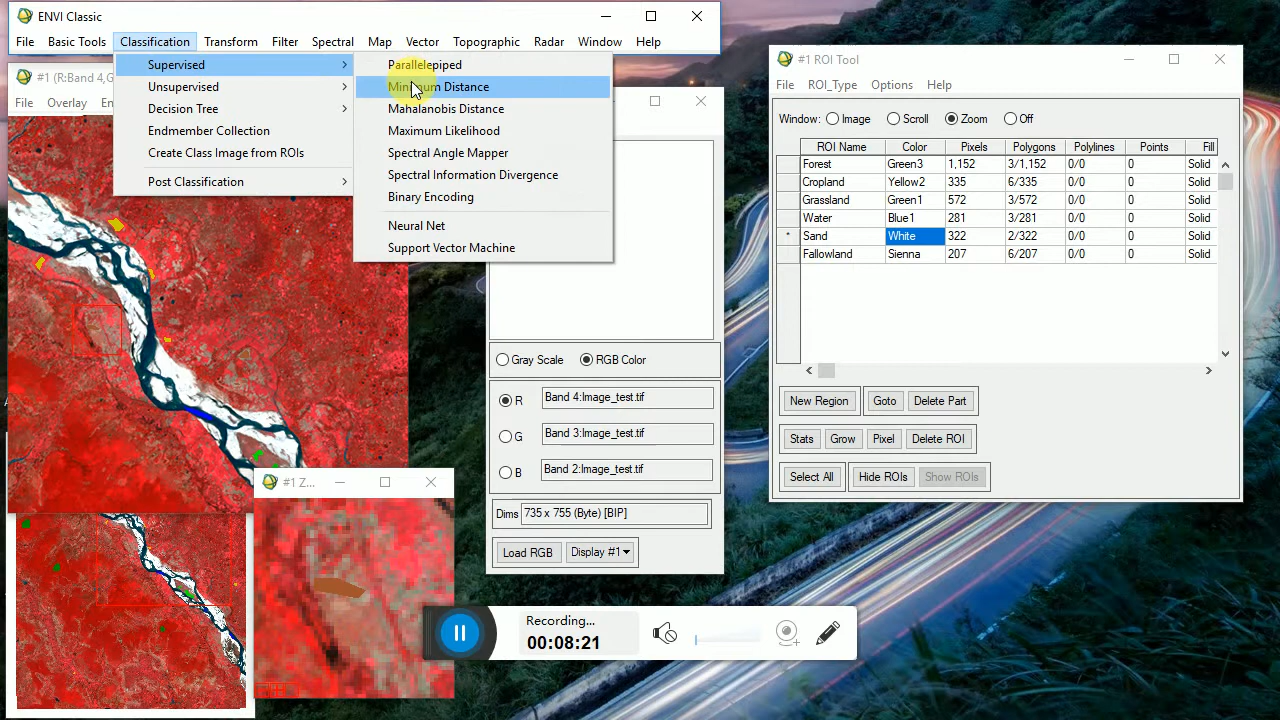 ENVI Classic
File Basic Tools Classification Transform Filter Spectral Map Vector Topographic Radar Window Help
Supervised
Unsupervised
Decision Tree
Endmember Collection
Create Class Image from ROIs
Post Classification
Parallelepiped
Minimum Distance
Mahalanobis Distance
Maximum Likelihood
Spectral Angle Mapper
Spectral Information Divergence
Binary Encoding
Neural Net
Support Vector Machine
#1 (R:Band 4,G
File Overlay En
#1 Z...
Gray Scale RGB Color
R Band 4:Image_test.tif
G Band 3:Image_test.tif
B Band 2:Image_test.tif
Dims 735 x 755 (Byte) [BIP]
Load RGB Display #1
#1 ROI Tool
File ROI_Type Options Help
Window: Image Scroll Zoom Off
ROI Name Color Pixels Polygons Polylines Points Fill
Forest Green3 1,152 3/1,152 0/0 0 Solid
Cropland Yellow2 335 6/335 0/0 0 Solid
Grassland Green1 572 3/572 0/0 0 Solid
Water Blue1 281 3/281 0/0 0 Solid
* Sand White 322 2/322 0/0 0 Solid
Fallowland Sienna 207 6/207 0/0 0 Solid
New Region Goto Delete Part
Stats Grow Pixel Delete ROI
Select All Hide ROIs Show ROIs
Recording...
00:08:21